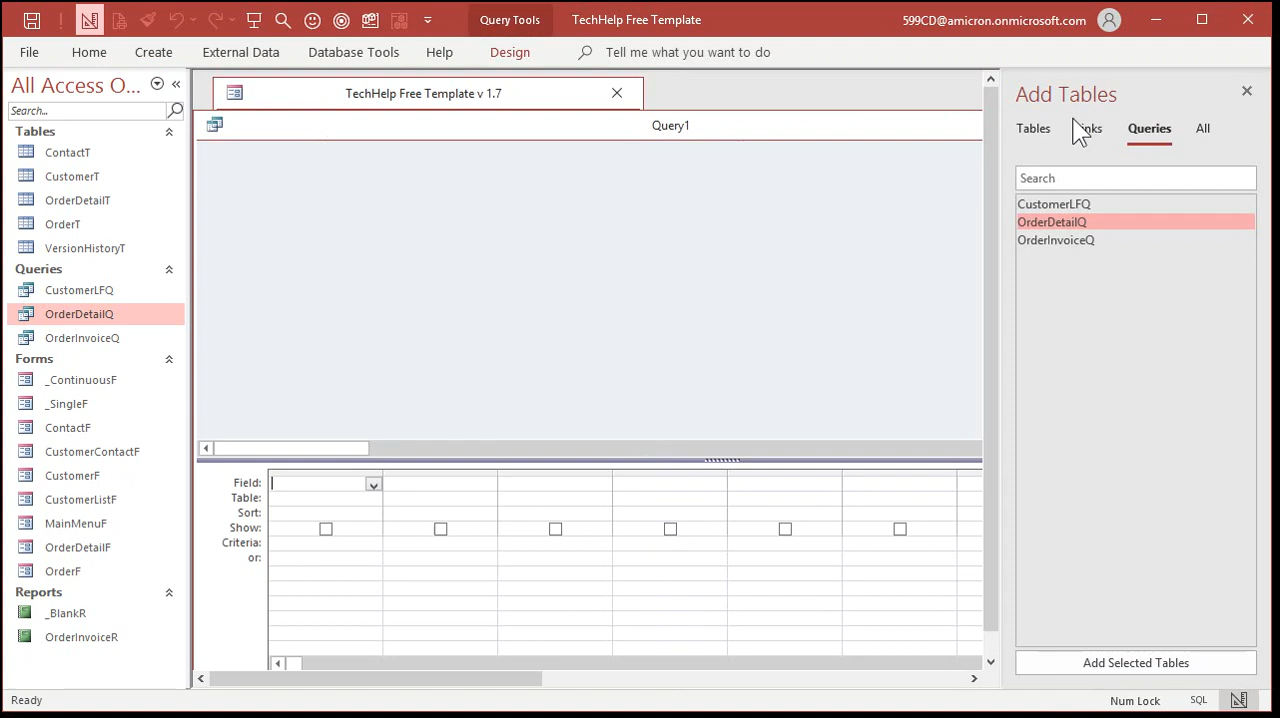 Query Tools
TechHelp Free Template
599CD@amicron.onmicrosoft.com
File
Home
Create
External Data
Database Tools
Help
Design
Tell me what you want to do
All Access O...
Search...
Tables
ContactT
CustomerT
OrderDetailT
OrderT
VersionHistoryT
Queries
CustomerLFQ
OrderDetailQ
OrderInvoiceQ
Forms
_ContinuousF
_SingleF
ContactF
CustomerContactF
CustomerF
CustomerListF
MainMenuF
OrderDetailF
OrderF
Reports
_BlankR
OrderInvoiceR
TechHelp Free Template v 1.7
Query1
Field:
Table:
Sort:
Show:
Criteria:
or:
Add Tables
Tables
Queries
All
Search
CustomerLFQ
OrderDetailQ
OrderInvoiceQ
Add Selected Tables
Ready
Num Lock
SQL